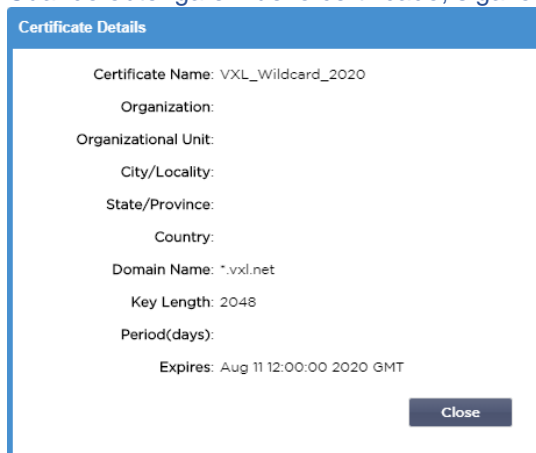 Certificate Details
Certificate Name: VXL_Wildcard_2020
Organization:
Organizational Unit:
City/Locality:
State/Province:
Country:
Domain Name: *.vxl.net
Key Length: 2048
Period(days):
Expires: Aug 11 12:00:00 2020 GMT
Close